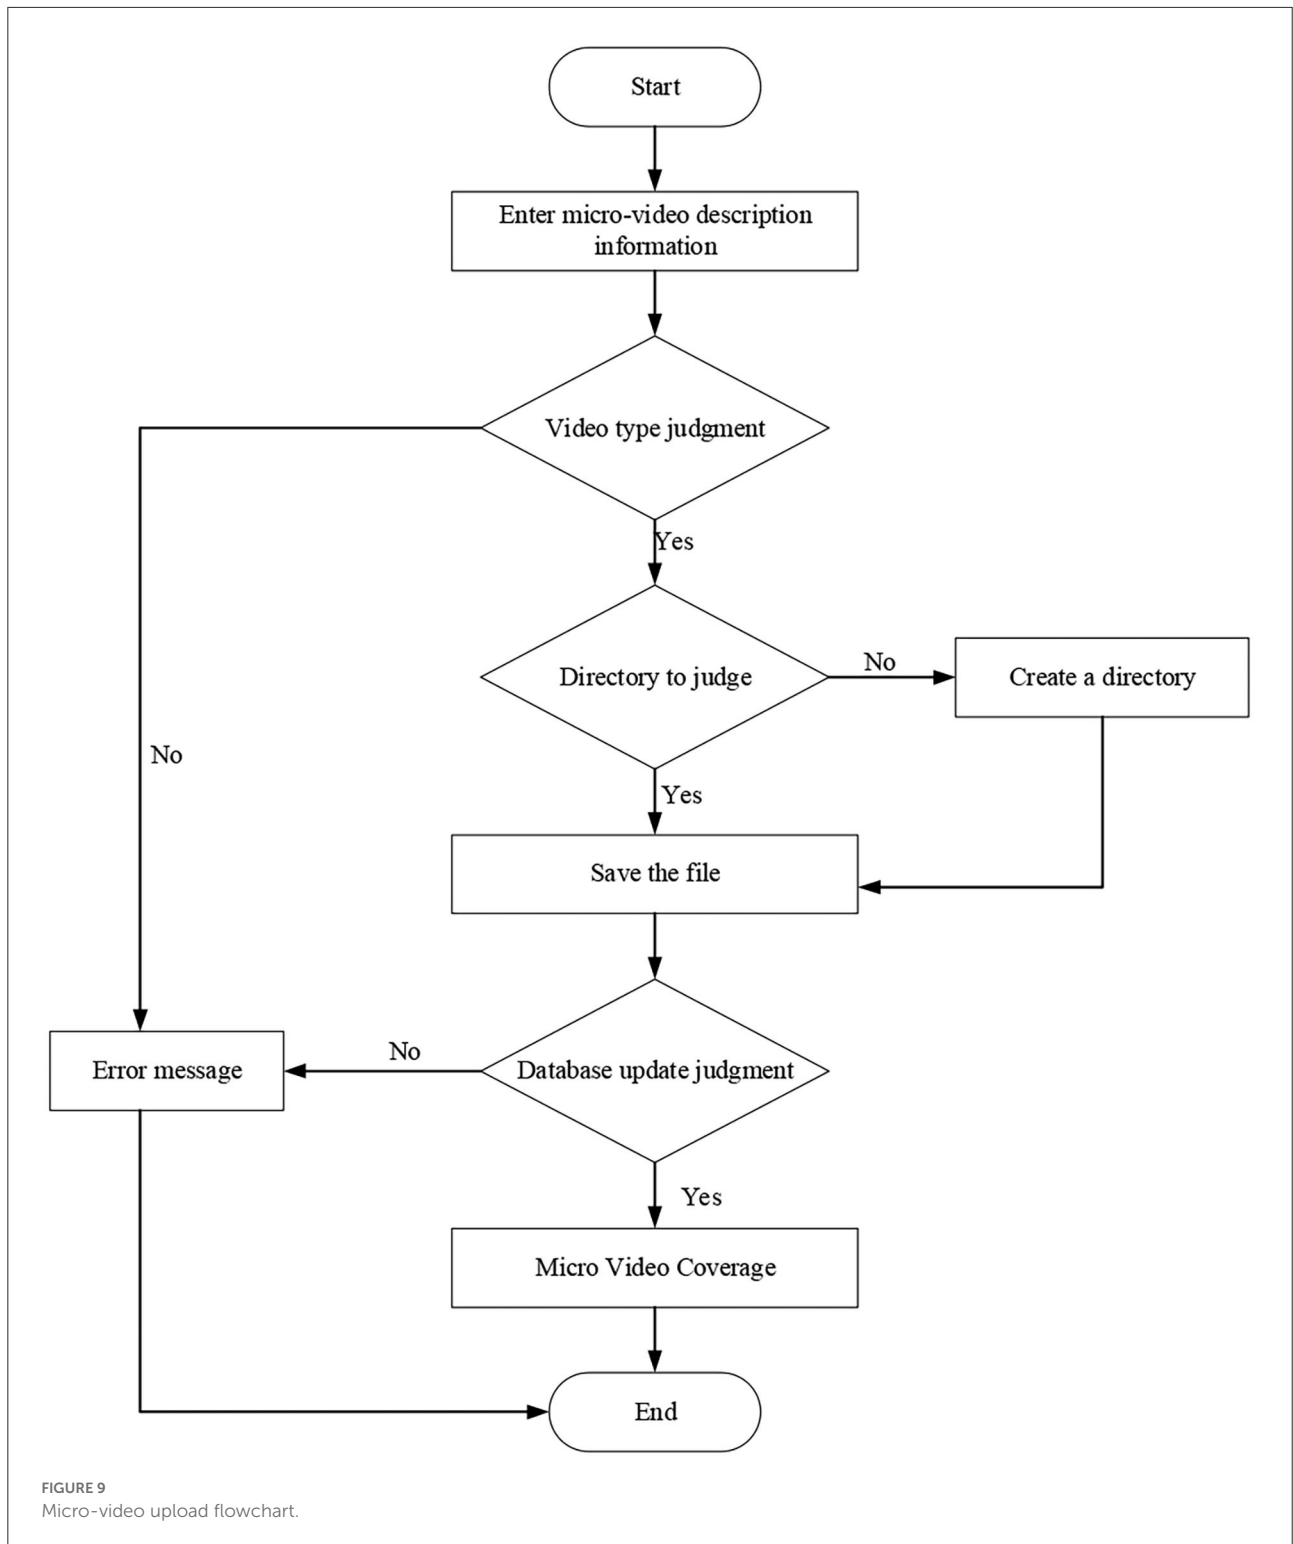 Start
Enter micro-video description
information
Video type judgment
Yes
Directory to judge
No
Create a directory
No
Yes
Save the file
Error message
No
Database update judgment
Yes
Micro Video Coverage
End
FIGURE 9
Micro-video upload flowchart.